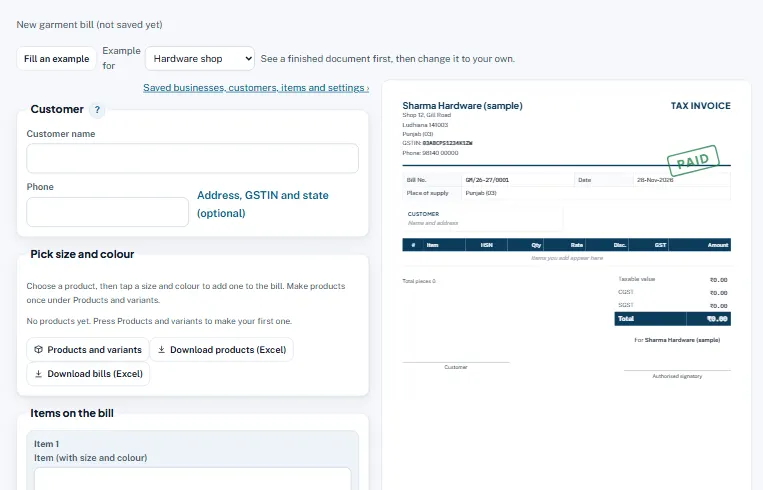 New garment bill (not saved yet)
Fill an example
Example for
Hardware shop
See a finished document first, then change it to your own.
Saved businesses, customers, items and settings ›
Customer ?
Customer name
Phone
Address, GSTIN and state (optional)
Pick size and colour
Choose a product, then tap a size and colour to add one to the bill. Make products
once under Products and variants.
No products yet. Press Products and variants to make your first one.
Products and variants
Download products (Excel)
Download bills (Excel)
Items on the bill
Item 1
Item (with size and colour)
Sharma Hardware (sample)
TAX INVOICE
Shop 12, Gill Road
Ludhiana 141003
Punjab (03)
GSTIN: 03ABCPS1234K1ZW
Phone: 98140 00000
PAID
Bill No. GM/26-27/0001 Date 28-Nov-2026
Place of supply Punjab (03)
CUSTOMER
Name and address
# Item HSN Qty Rate Disc. GST Amount
Items you add appear here
Total pieces 0
Taxable value ₹0.00
CGST ₹0.00
SGST ₹0.00
Total ₹0.00
For Sharma Hardware (sample)
Customer
Authorised signatory